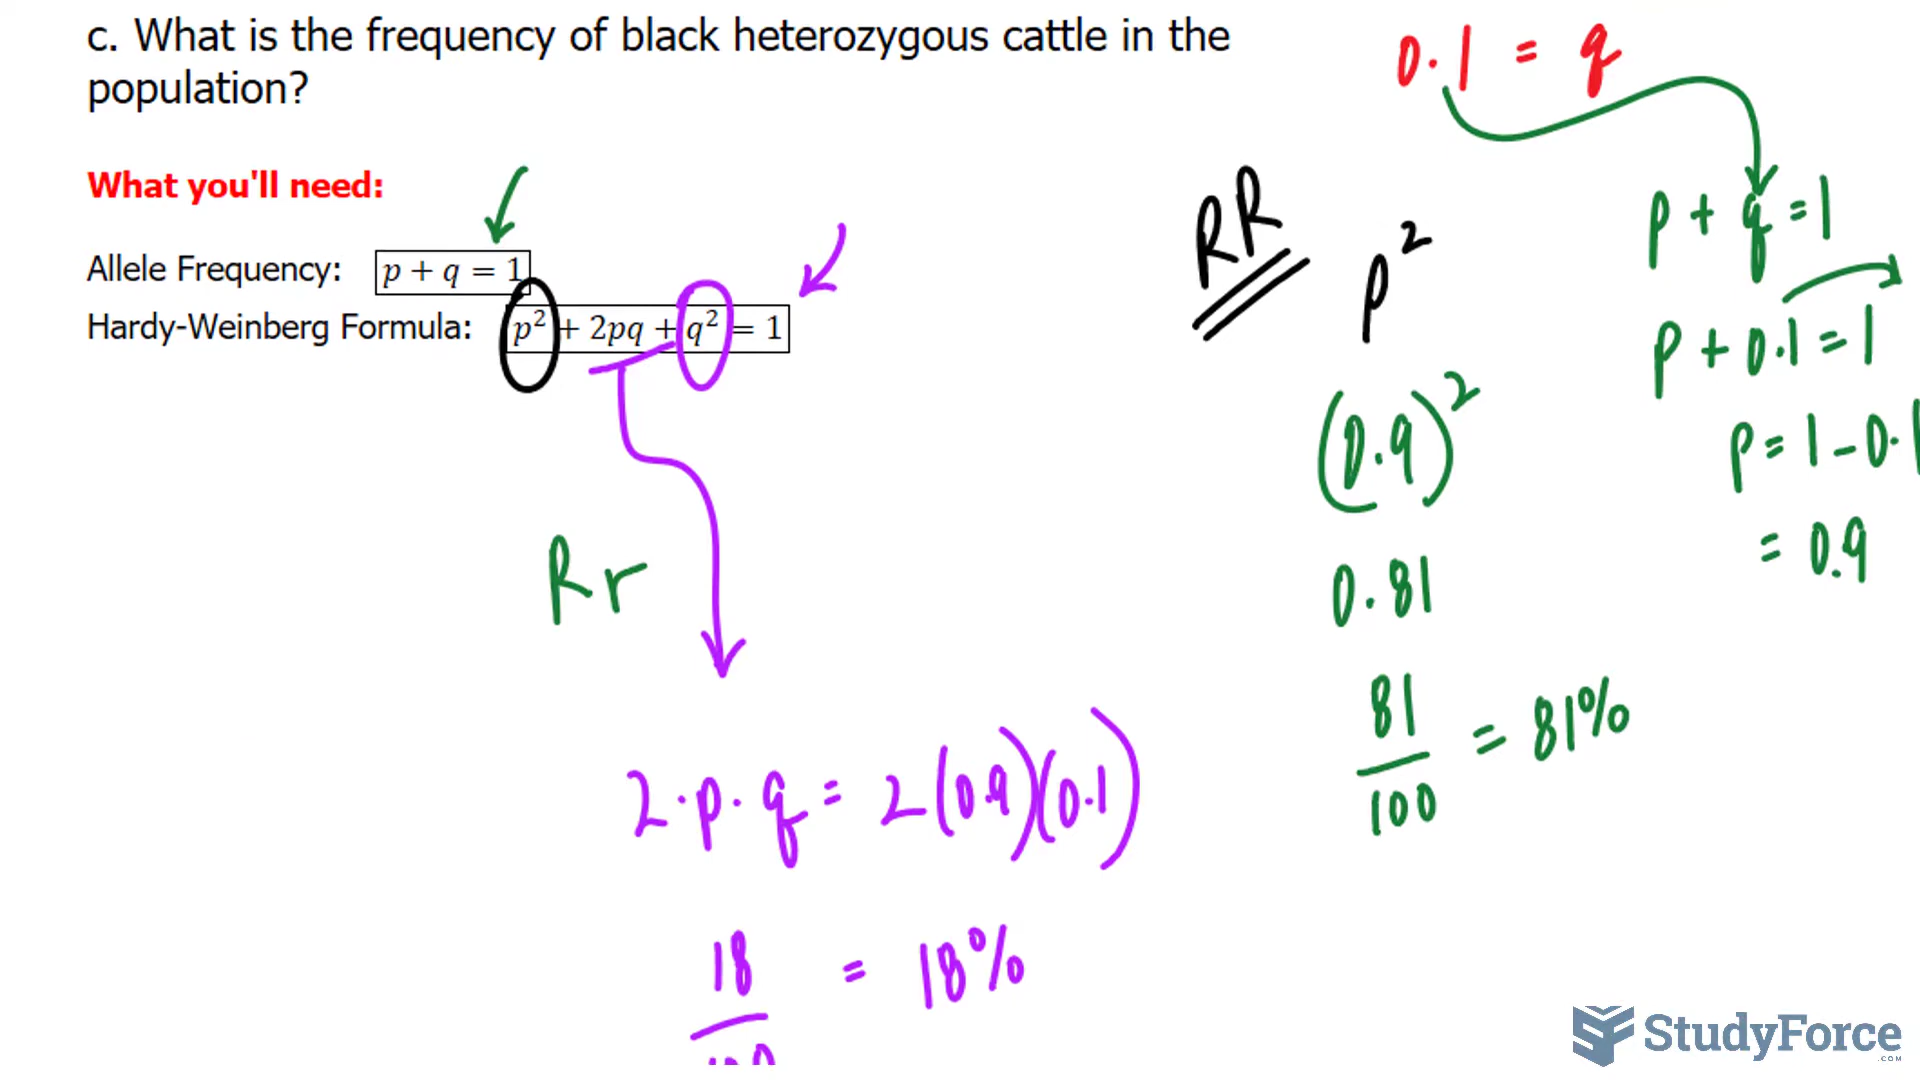 c. What is the frequency of black heterozygous cattle in the
population?
What you'll need:
Allele Frequency: p + q = 1
Hardy-Weinberg Formula: p² + 2pq + q² = 1
Rr
2·p·q = 2(0.9)(0.1)
18/100 = 18%
RR
p²
(0.9)²
0.81
81/100 = 81%
0.1 = q
p + q = 1
p + 0.1 = 1
p = 1 - 0.1
= 0.9
StudyForce
.COM